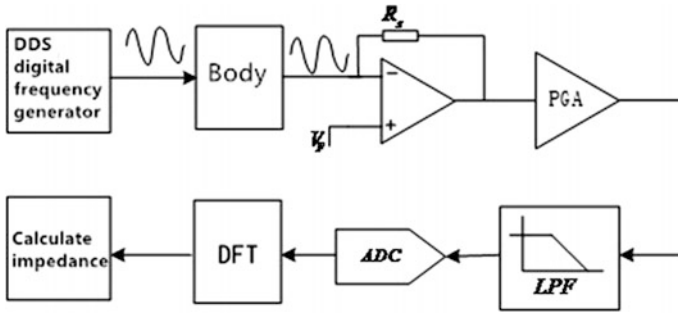 DDS
digital
frequency
generator
Body
Rs
−
+
Vp
PGA
Calculate
impedance
DFT
ADC
LPF